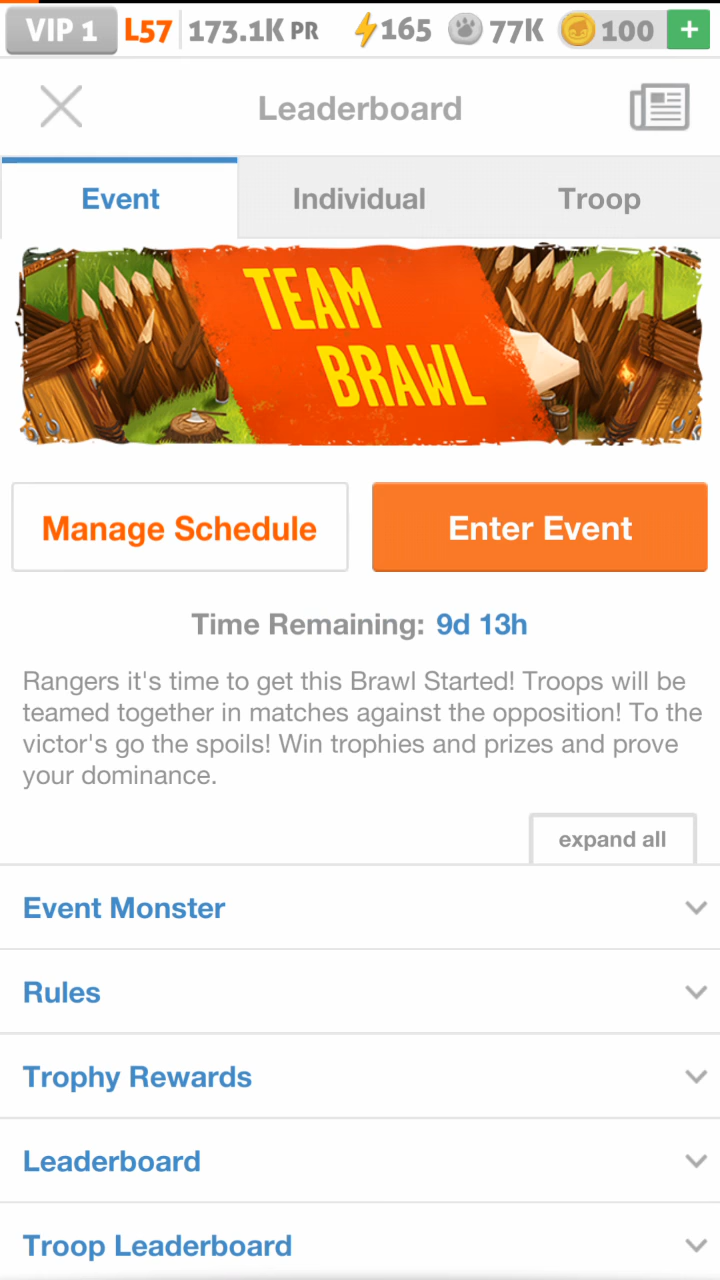 VIP 1 L57 173.1K PR 165 77K 100 +
Leaderboard
Event Individual Troop
TEAM
BRAWL
Manage Schedule Enter Event
Time Remaining: 9d 13h
Rangers it's time to get this Brawl Started! Troops will be
teamed together in matches against the opposition! To the
victor's go the spoils! Win trophies and prizes and prove
your dominance.
expand all
Event Monster
Rules
Trophy Rewards
Leaderboard
Troop Leaderboard